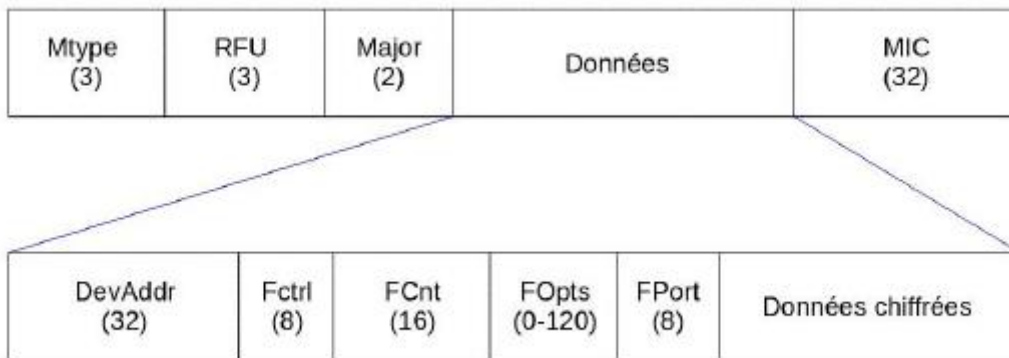 Mtype
(3)
RFU
(3)
Major
(2)
Données
MIC
(32)
DevAddr
(32)
Fctrl
(8)
FCnt
(16)
FOpts
(0-120)
FPort
(8)
Données chiffrées